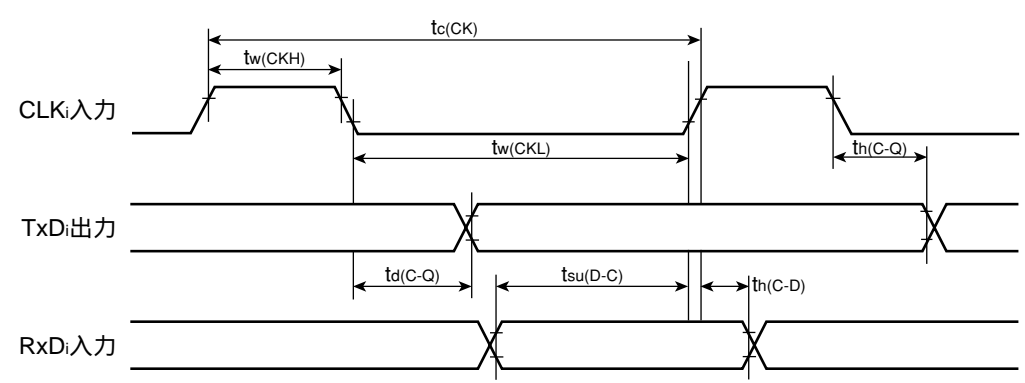 tc(CK)
tw(CKH)
CLKi入力
tw(CKL)
th(C-Q)
TxDi出力
td(C-Q)
tsu(D-C)
th(C-D)
RxDi入力